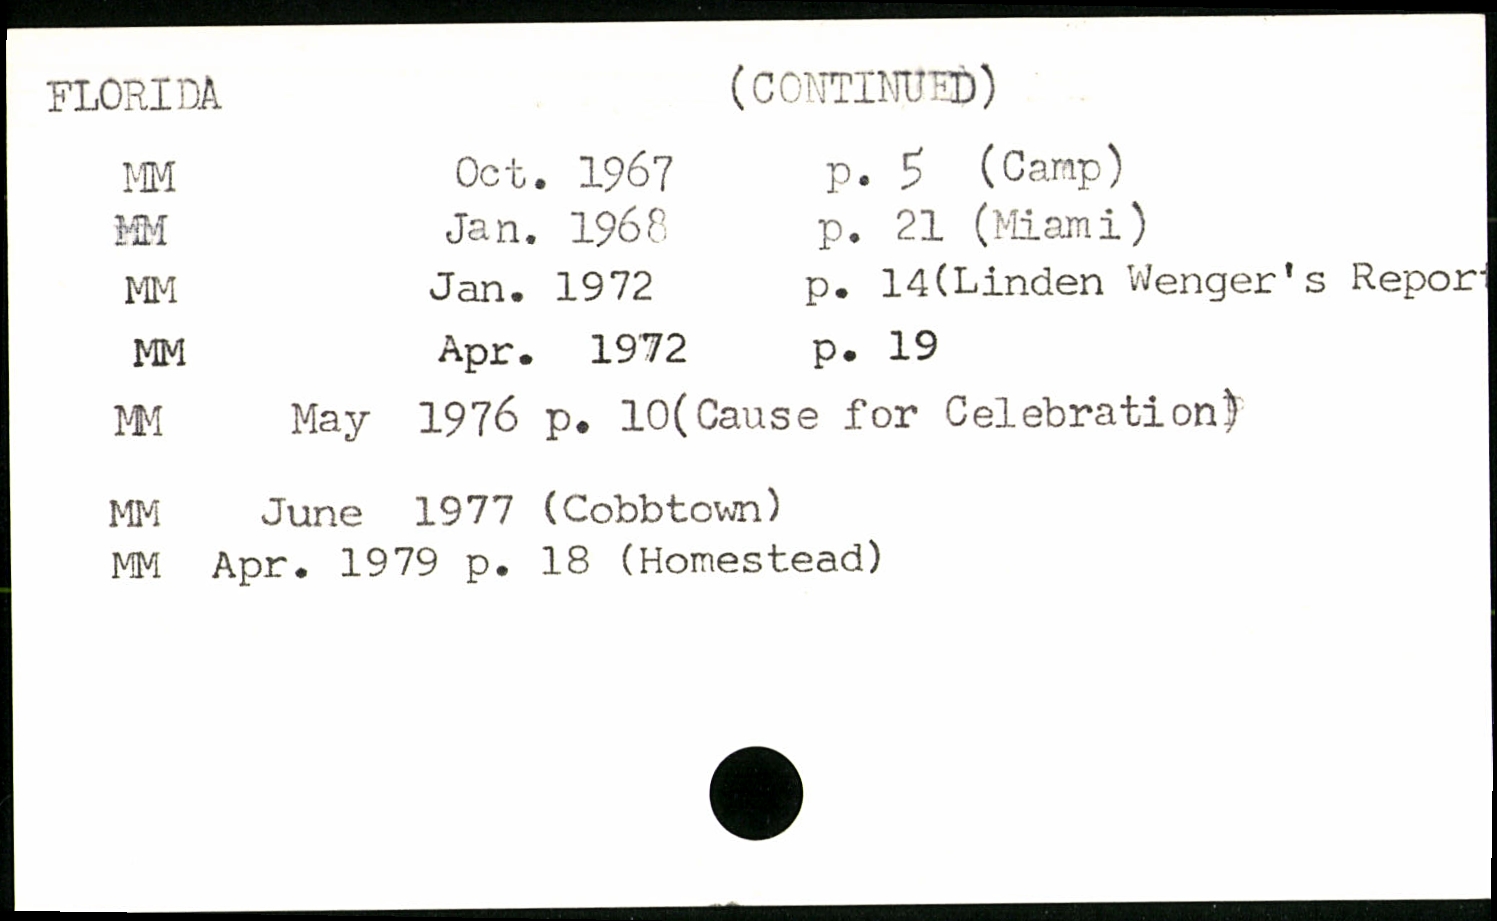 FLORIDA (CONTINUED)
MM Oct. 1967 p. 5 (Camp)
MM Jan. 1968 p. 21 (Miami)
MM Jan. 1972 p. 14(Linden Wenger's Report
MM Apr. 1972 p. 19
MM May 1976 p. 10(Cause for Celebration)
MM June 1977 (Cobbtown)
MM Apr. 1979 p. 18 (Homestead)